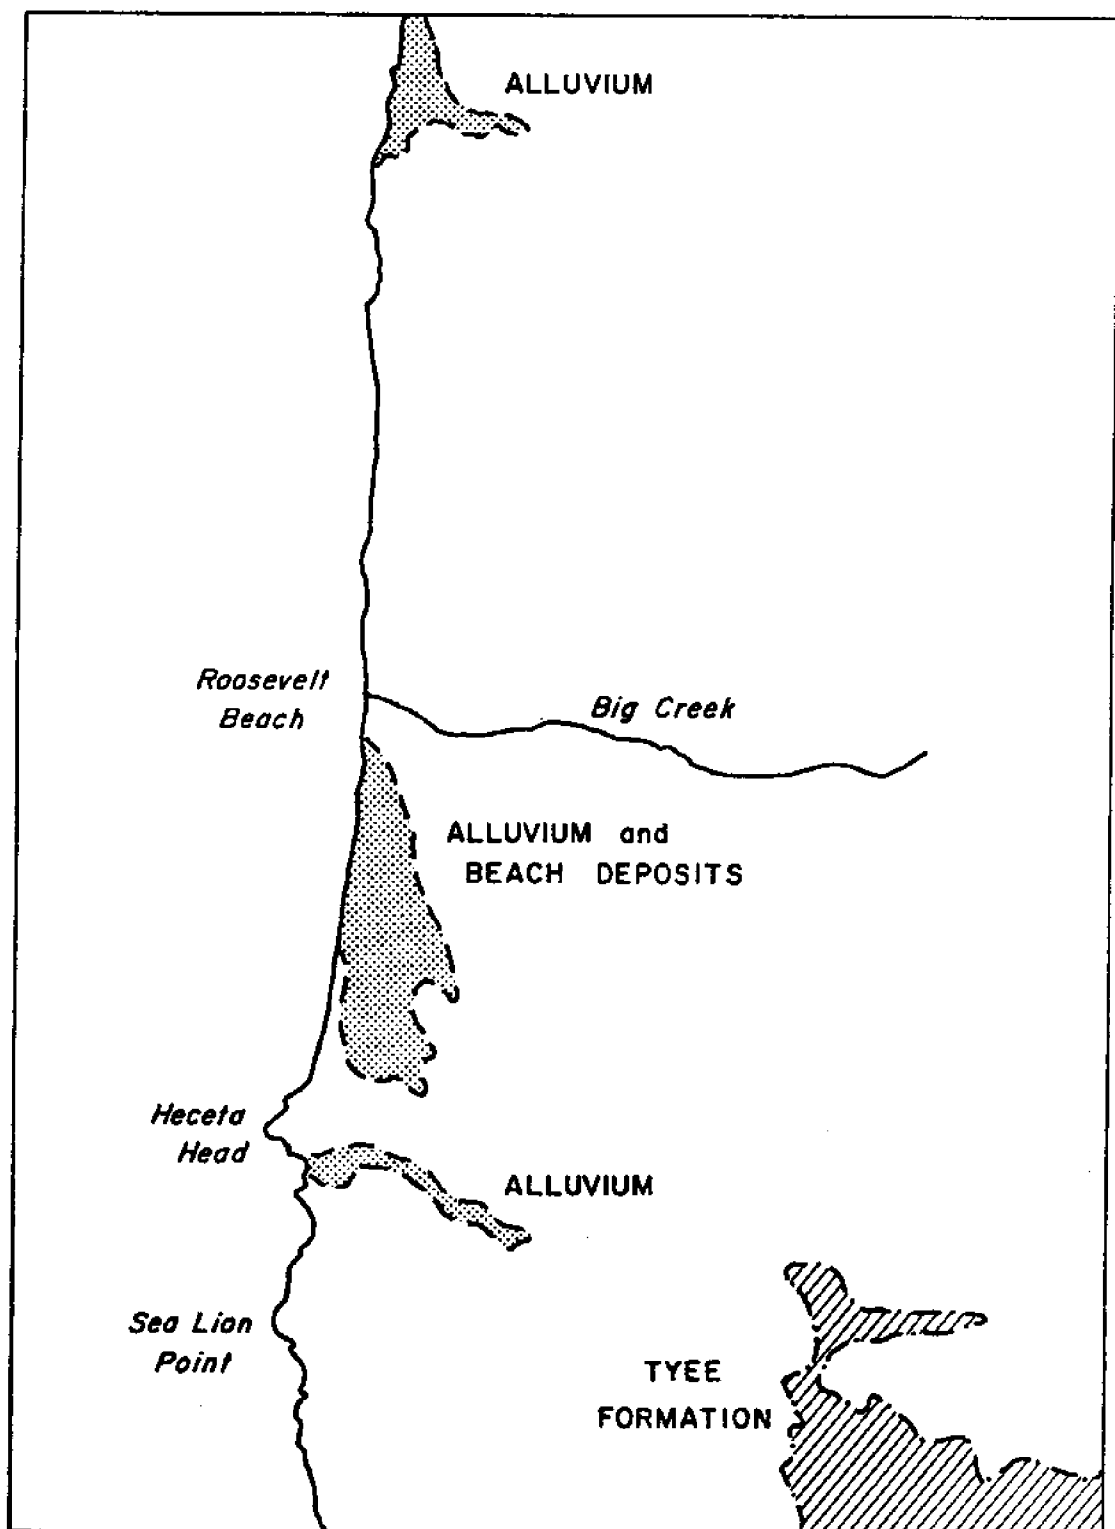 ALLUVIUM
Roosevelt
Beach
Big Creek
ALLUVIUM and
BEACH DEPOSITS
Heceta
Head
ALLUVIUM
Sea Lion
Point
TYEE
FORMATION